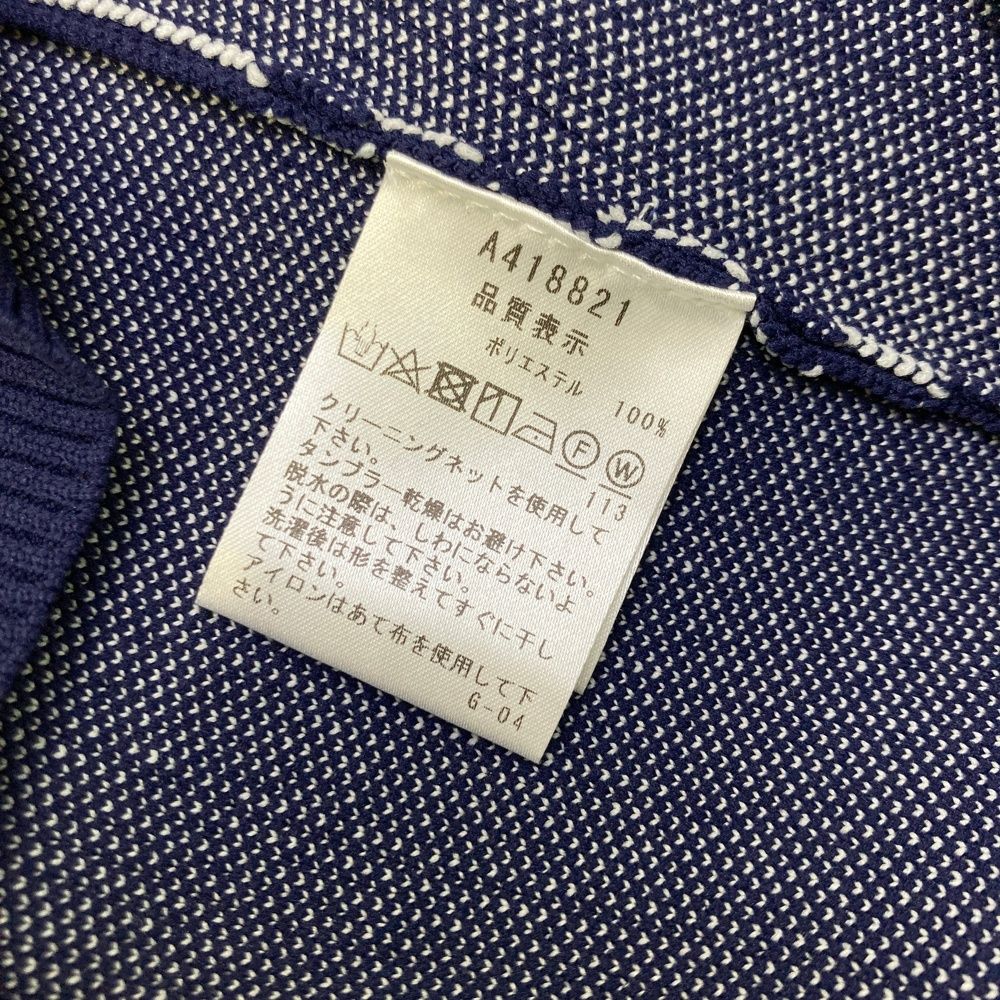 A418821
品質表示
ポリエステル 100%
F W
113
クリーニングネットを使用して
下さい。
タンブラー乾燥はお避け下さい。
脱水の際は、しわにならないよ
うに注意して下さい。
洗濯後は形を整えてすぐに干し
て下さい。
アイロンはあて布を使用して下
さい。
G-04